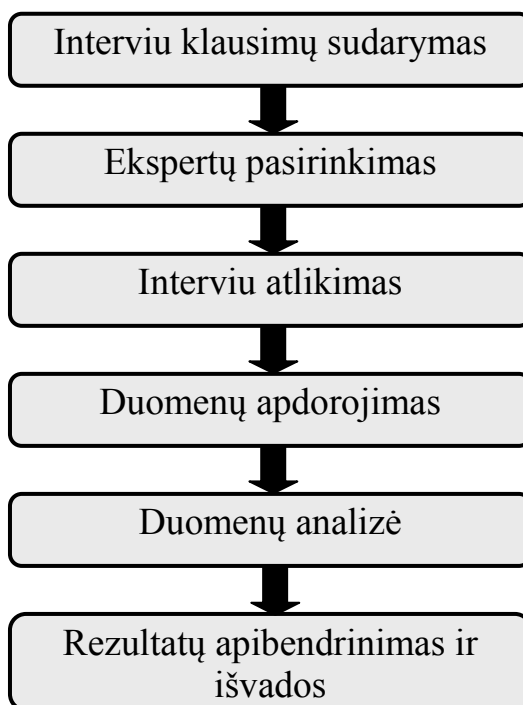 Interviu klausimų sudarymas
Ekspertų pasirinkimas
Interviu atlikimas
Duomenų apdorojimas
Duomenų analizė
Rezultatų apibendrinimas ir
išvados